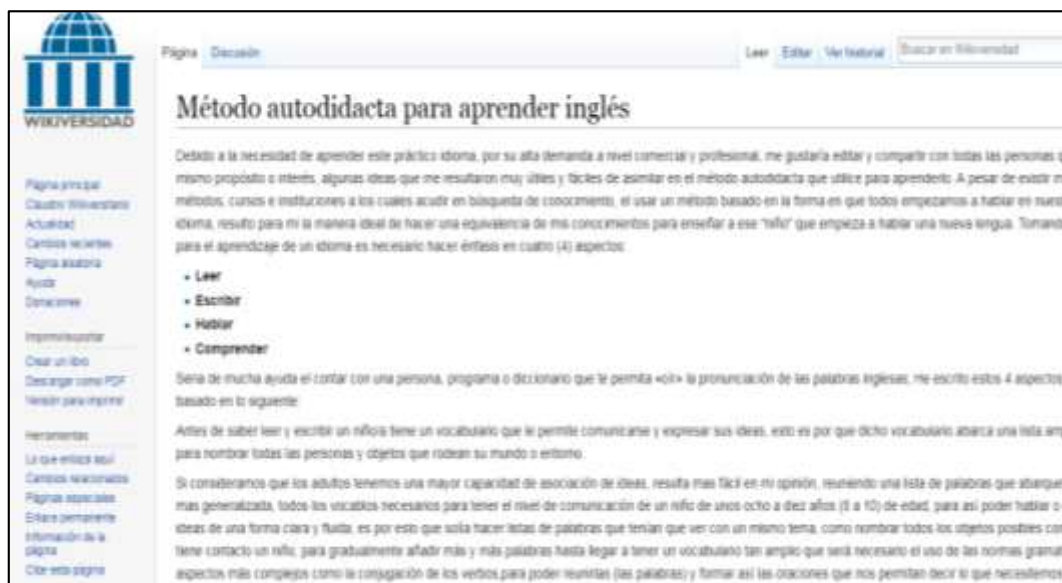 WIKIVERSIDAD
Página Discusión
Leer Editar Ver historial Buscar en Wikiversidad
Método autodidacta para aprender inglés
Debido a la necesidad de aprender este práctico idioma, por su alta demanda a nivel comercial y profesional, me gustaría editar y compartir con todas las personas
mismo propósito o interés, algunas ideas que me resultaron muy útiles y fáciles de asimilar en el método autodidacta que utilice para aprenderlo. A pesar de existir
métodos, cursos e instituciones a los cuales acudir en búsqueda de conocimiento, el usar un método basado en la forma en que todos empezamos a hablar en
idioma, resulto para mi la manera ideal de hacer una equivalencia de mis conocimientos para enseñar a ese "niño" que empieza a hablar una nueva lengua.
para el aprendizaje de un idioma es necesario hacer énfasis en cuatro (4) aspectos:
Leer
Escribir
Hablar
Comprender
Seria de mucha ayuda el contar con una persona, programa o diccionario que te permita «oír» la pronunciación de las palabras inglesas, he escrito estos 4 aspectos
basado en lo siguiente:
Antes de saber leer y escribir un niño/a tiene un vocabulario que le permite comunicarse y expresar sus ideas, esto es por que dicho vocabulario abarca una lista
para nombrar todas las personas y objetos que rodean su mundo o entorno.
Si consideramos que los adultos tenemos una mayor capacidad de asociación de ideas, resulta mas fácil en mi opinión, reuniendo una lista de palabras que
mas generalizada, todos los vocablos necesarios para tener el nivel de comunicación de un niño de unos ocho a diez años (8 a 10) de edad, para así poder hablar
ideas de una forma clara y fluida, es por esto que solía hacer listas de palabras que tenían que ver con un mismo tema, como nombrar todos los objetos posibles
tiene contacto un niño, para gradualmente añadir más y más palabras hasta llegar a tener un vocabulario tan amplio que será necesario el uso de las normas
aspectos más complejos como la conjugación de los verbos para poder reunirlas (las palabras) y formar así las oraciones que nos permitan decir lo que
Página principal
Claustro Wikiversitario
Actualidad
Cambios recientes
Página aleatoria
Ayuda
Donaciones
Imprimir/exportar
Crear un libro
Descargar como PDF
Versión para imprimir
Herramientas
Lo que enlaza aquí
Cambios relacionados
Páginas especiales
Enlace permanente
Información de la
página
Citar esta página